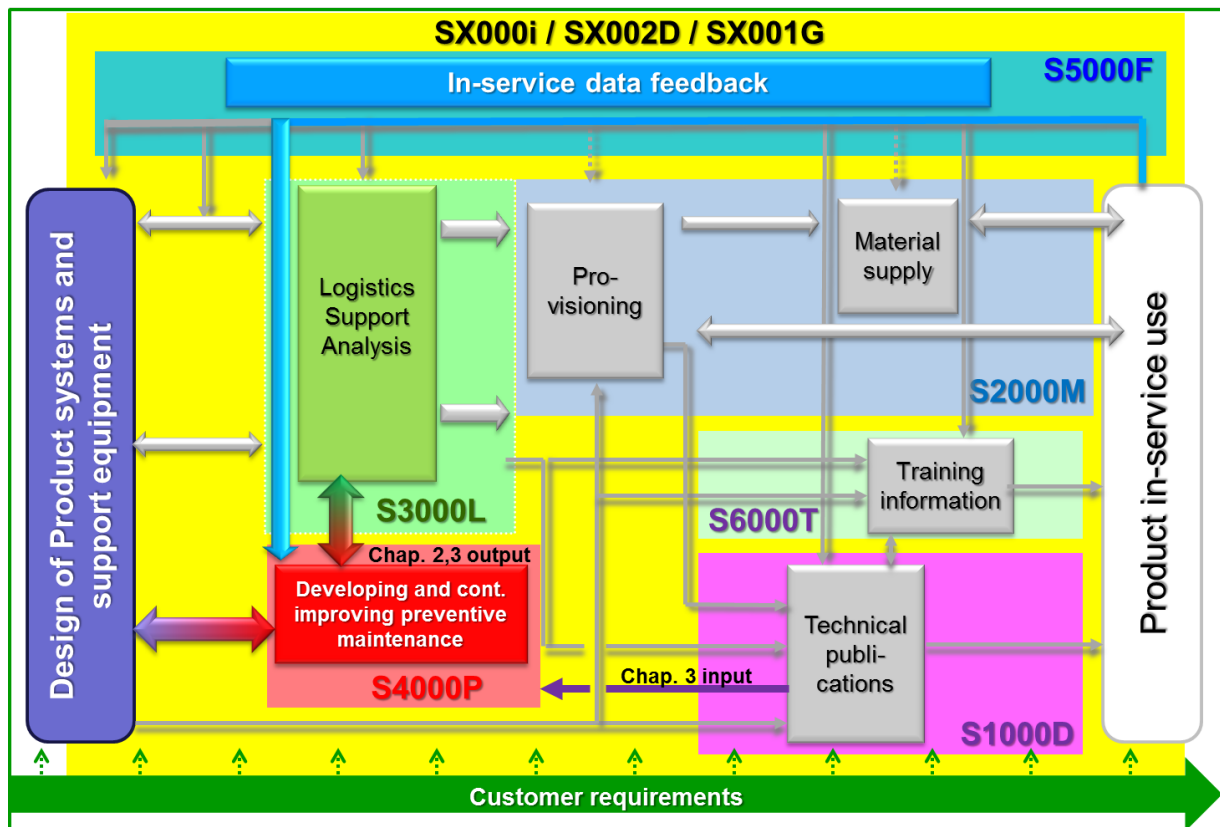 SX000i / SX002D / SX001G
In-service data feedback
S5000F
Design of Product systems and
support equipment
Logistics
Support
Analysis
S3000L
Pro-
visioning
Material
supply
S2000M
Product in-service use
Training
information
S6000T
Chap. 2,3 output
Developing and cont.
improving preventive
maintenance
S4000P
Chap. 3 input
Technical
publi-
cations
S1000D
Customer requirements